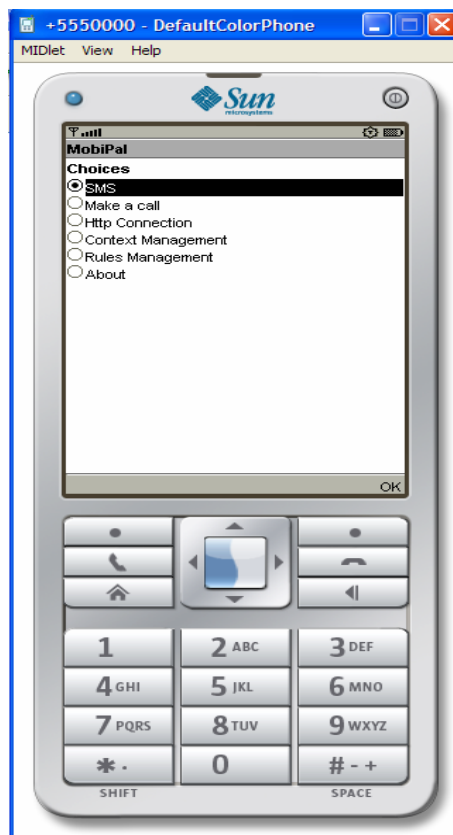 +5550000 - DefaultColorPhone
MIDlet View Help
Sun
microsystems
MobiPal
Choices
SMS
Make a call
Http Connection
Context Management
Rules Management
About
OK
1 2 ABC 3 DEF
4 GHI 5 JKL 6 MNO
7 PQRS 8 TUV 9 WXYZ
* . 0 # - +
SHIFT SPACE